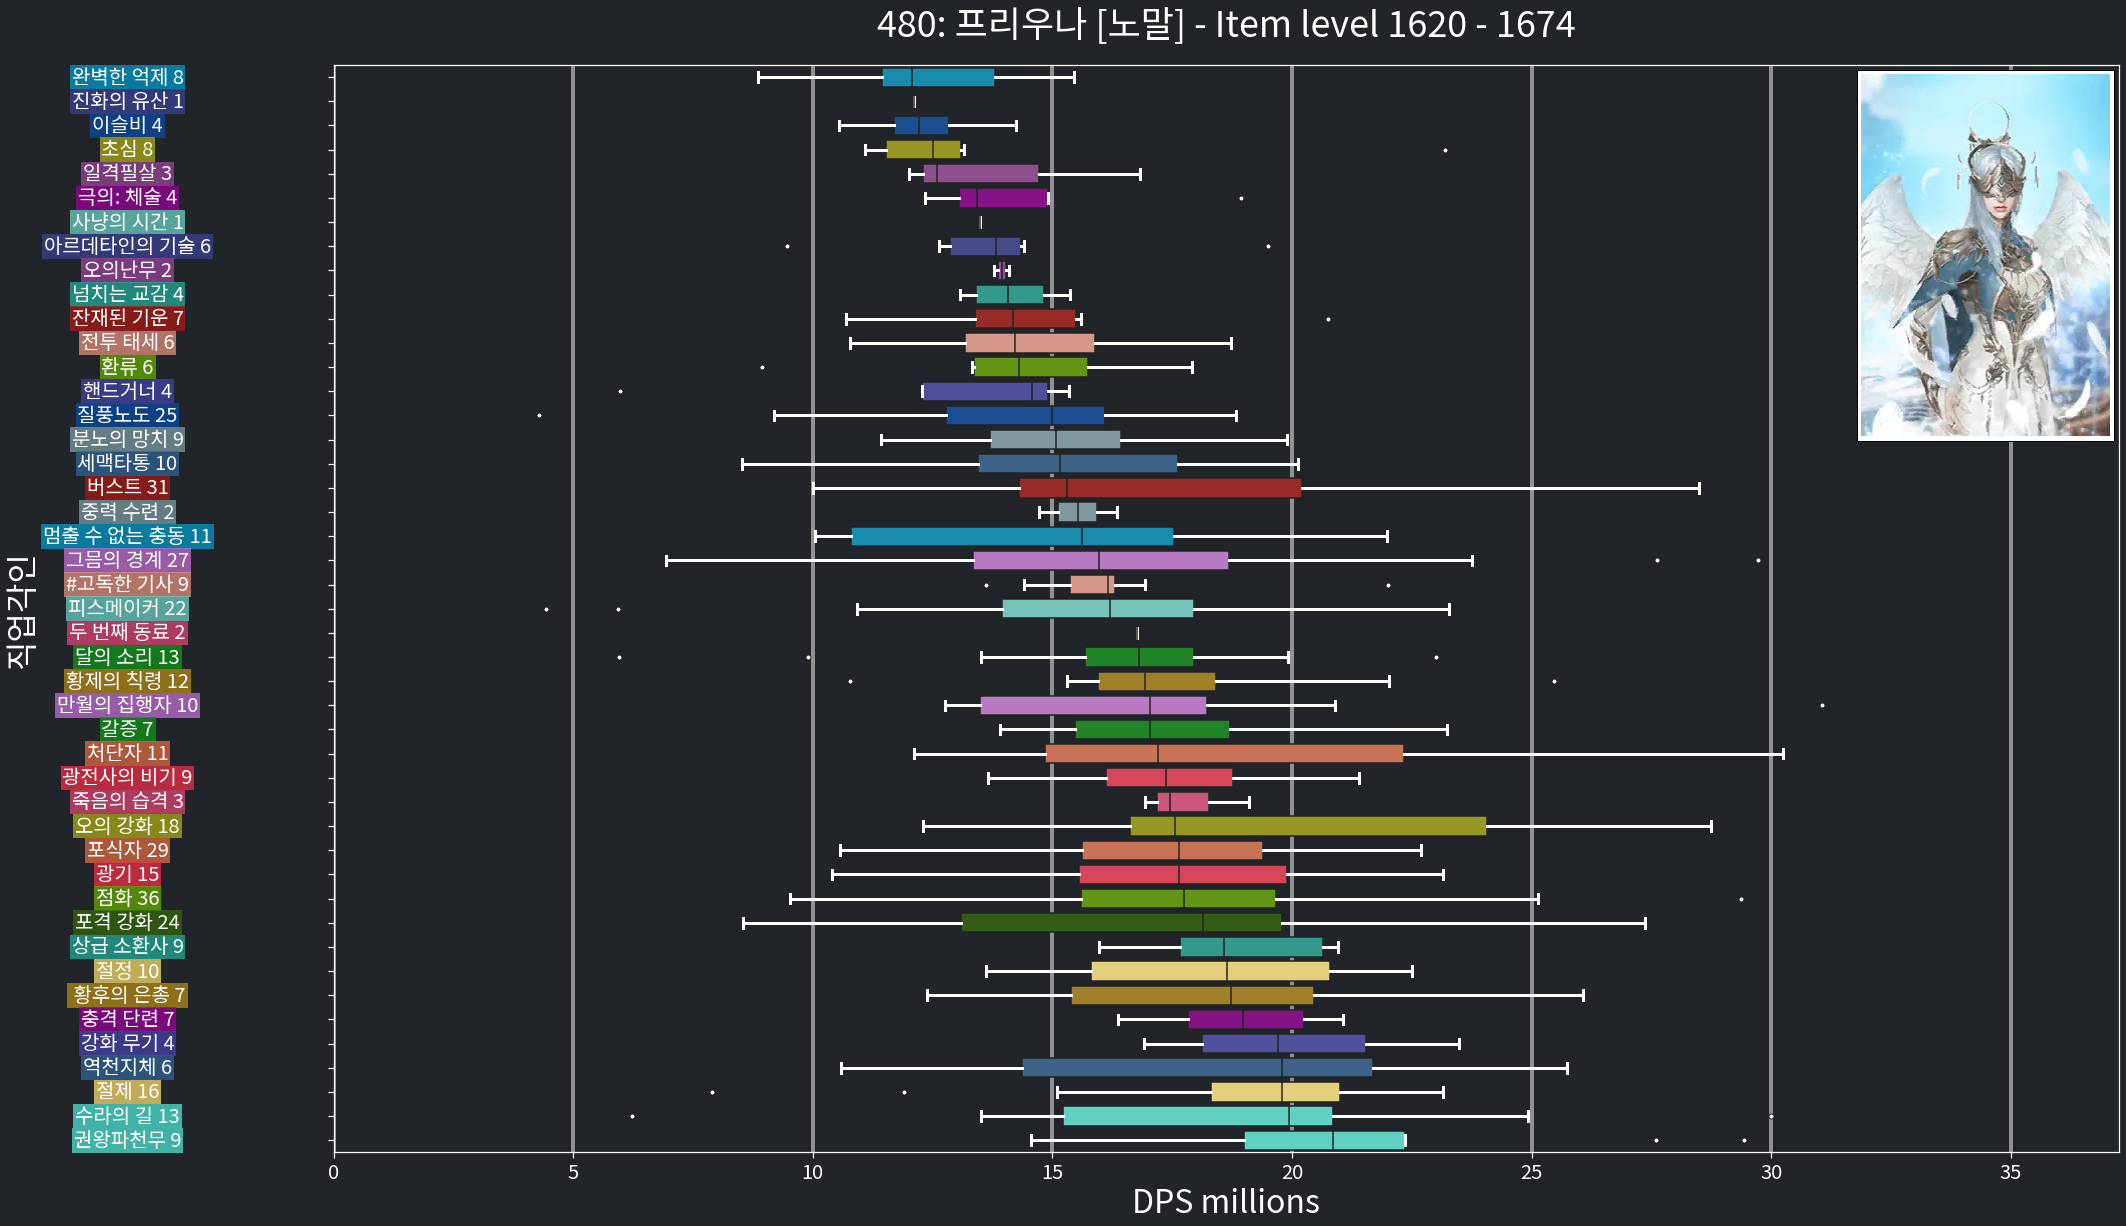 480: 프리우나 [노말] - Item level 1620 - 1674
완벽한 억제 8
진화의 유산 1
이슬비 4
초심 8
일격필살 3
극의: 체술 4
사냥의 시간 1
아르데타인의 기술 6
오의난무 2
넘치는 교감 4
잔재된 기운 7
전투 태세 6
환류 6
핸드거너 4
질풍노도 25
분노의 망치 9
세맥타통 10
버스트 31
중력 수련 2
멈출 수 없는 충동 11
그믐의 경계 27
#고독한 기사 9
피스메이커 22
두 번째 동료 2
달의 소리 13
황제의 칙령 12
만월의 집행자 10
갈증 7
처단자 11
광전사의 비기 9
죽음의 습격 3
오의 강화 18
포식자 29
광기 15
점화 36
포격 강화 24
상급 소환사 9
절정 10
황후의 은총 7
충격 단련 7
강화 무기 4
역천지체 6
절제 16
수라의 길 13
권왕파천무 9
직업각인
0 5 10 15 20 25 30 35
DPS millions